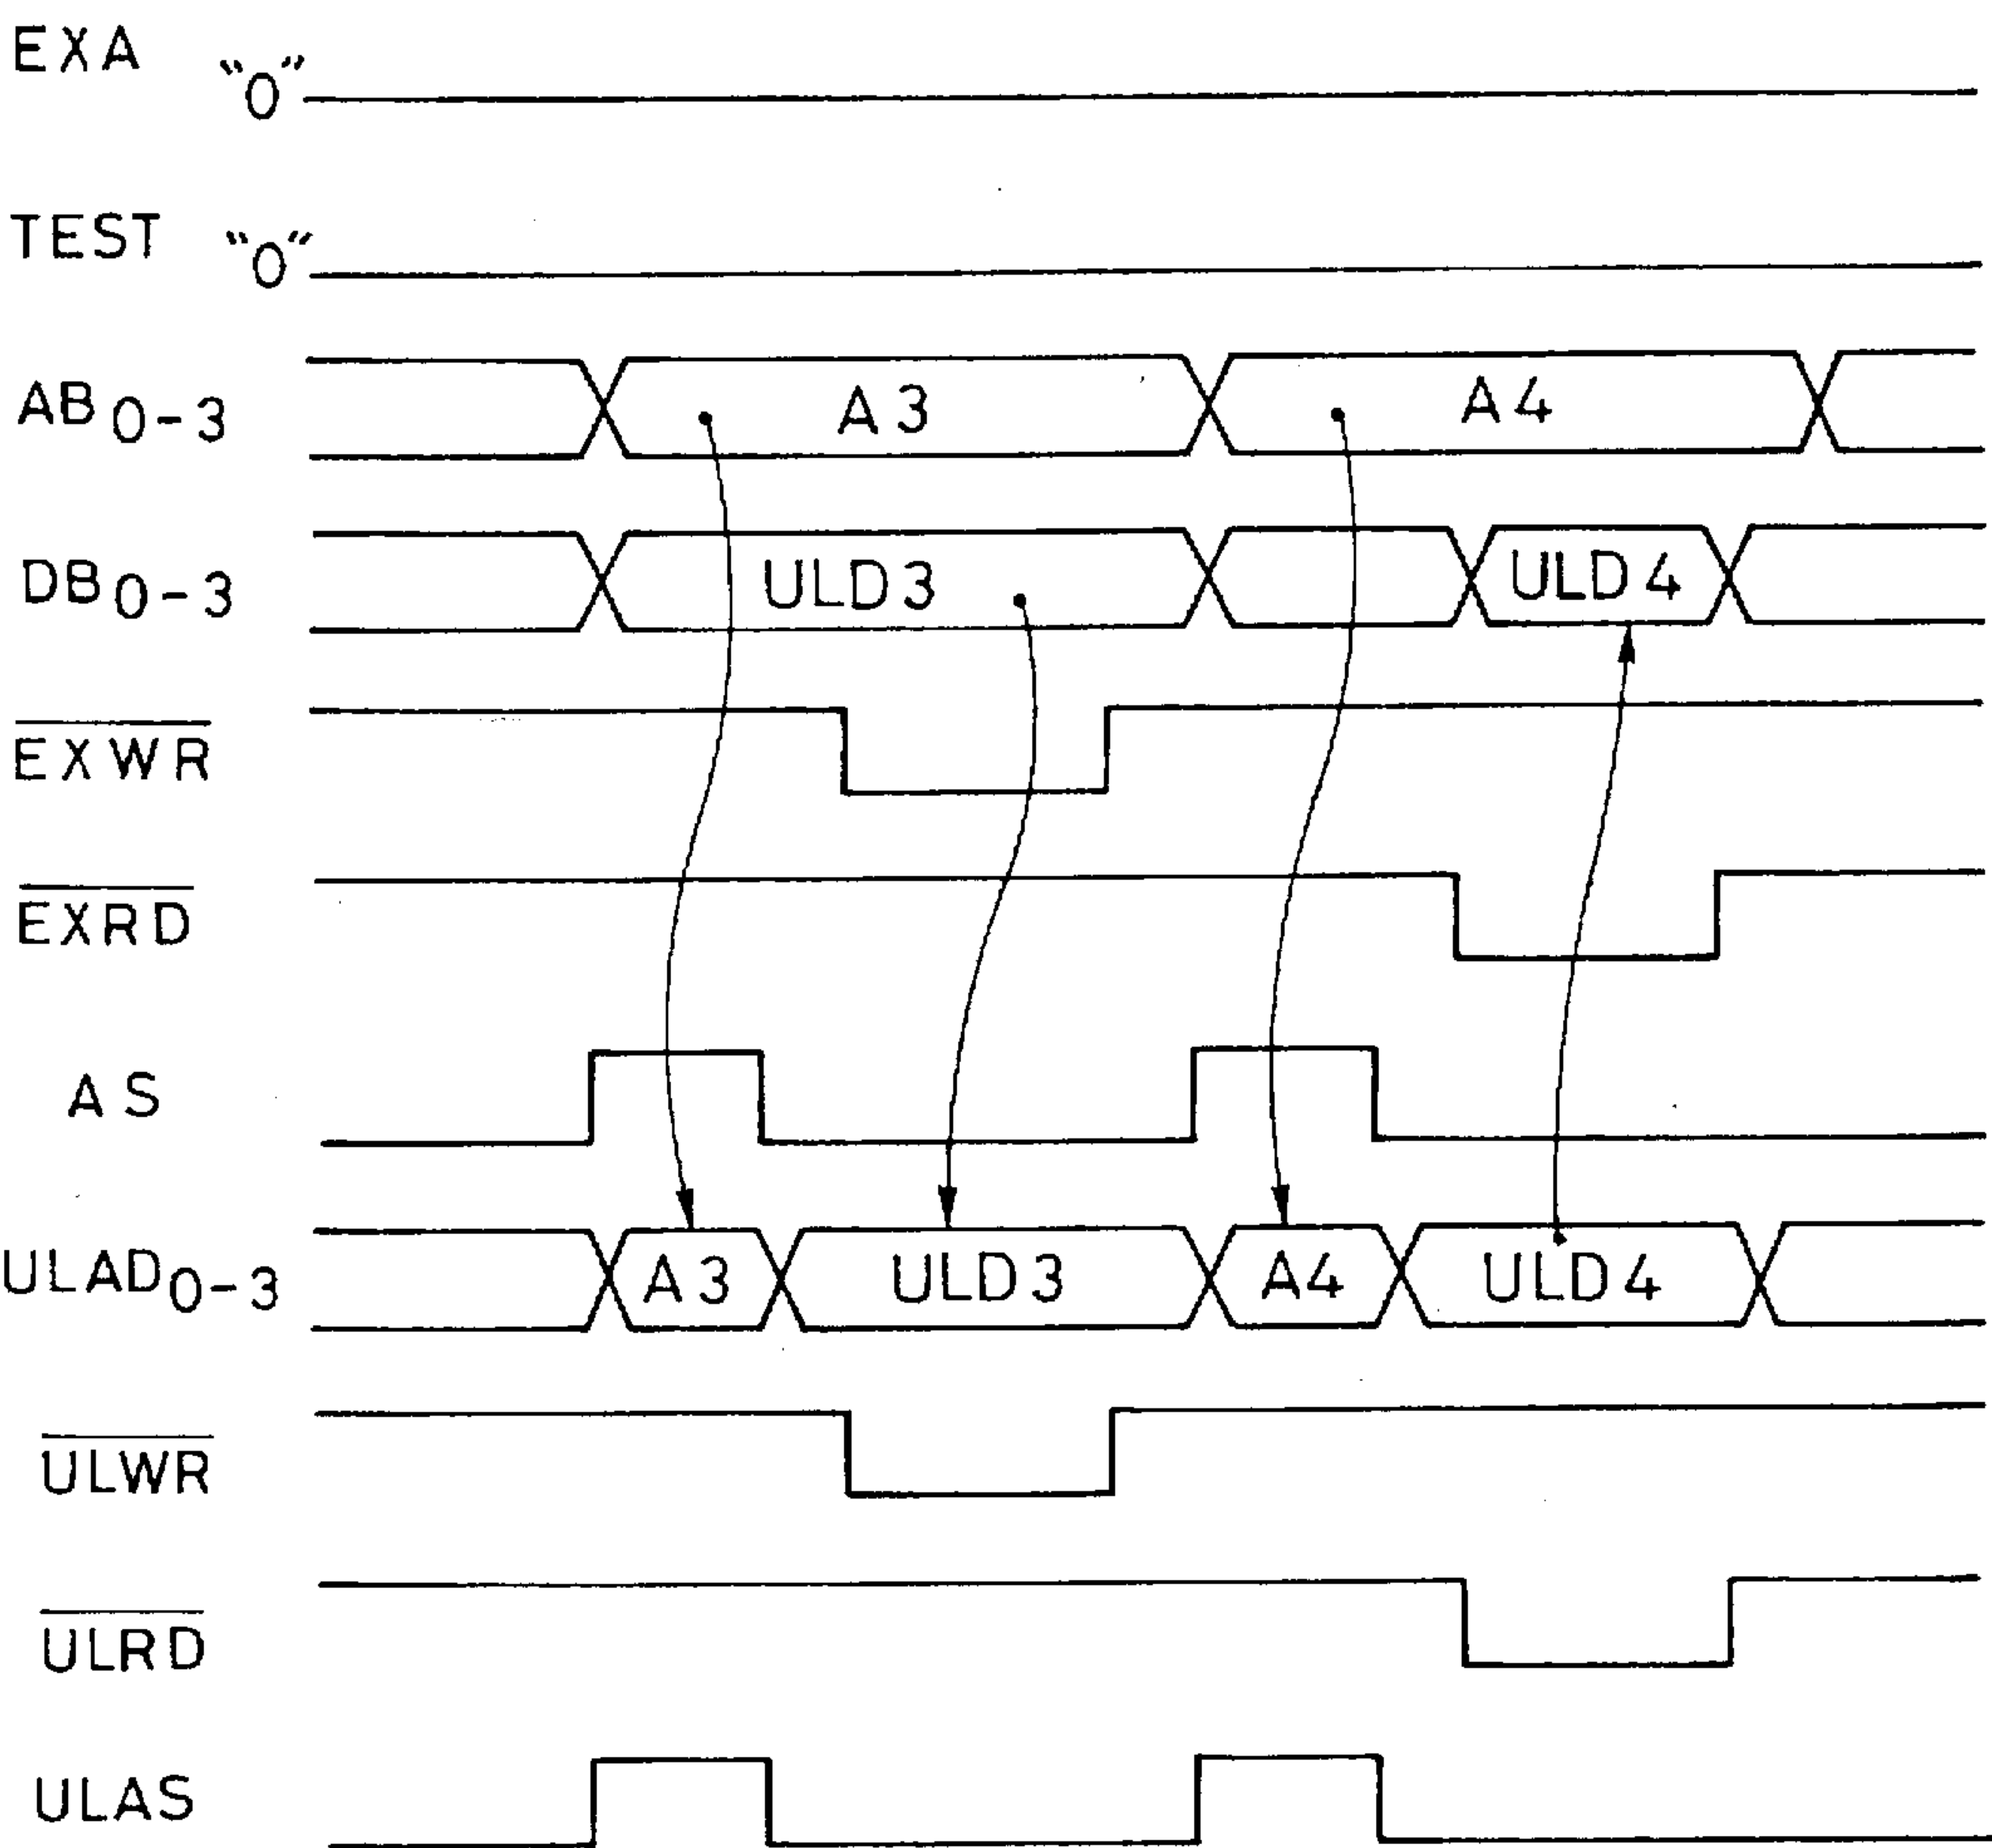 EXA "0"
TEST "0"
AB0-3 A3 A4
DB0-3 ULD3 ULD4
EXWR
EXRD
AS
ULAD0-3 A3 ULD3 A4 ULD4
ULWR
ULRD
ULAS